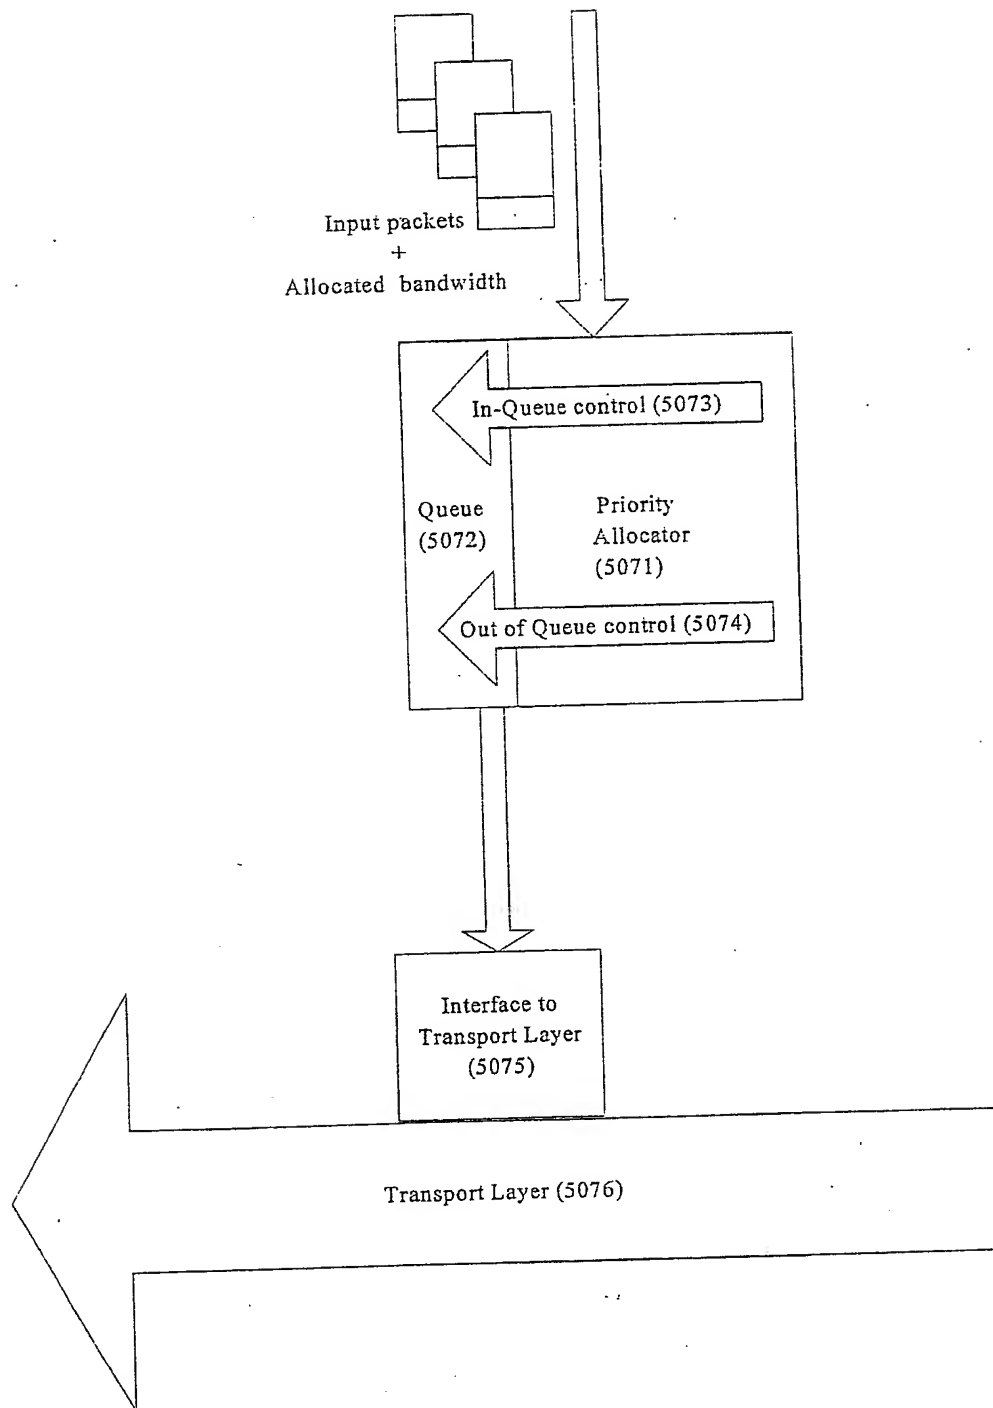 Input packets
+
Allocated bandwidth
In-Queue control (5073)
Queue
(5072)
Priority
Allocator
(5071)
Out of Queue control (5074)
Interface to
Transport Layer
(5075)
Transport Layer (5076)